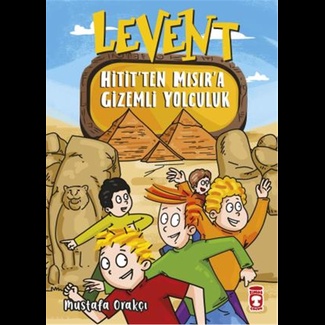 LEVENT
HİTİT'TEN MISIR'A
GİZEMLİ YOLCULUK
Mustafa Orakçı